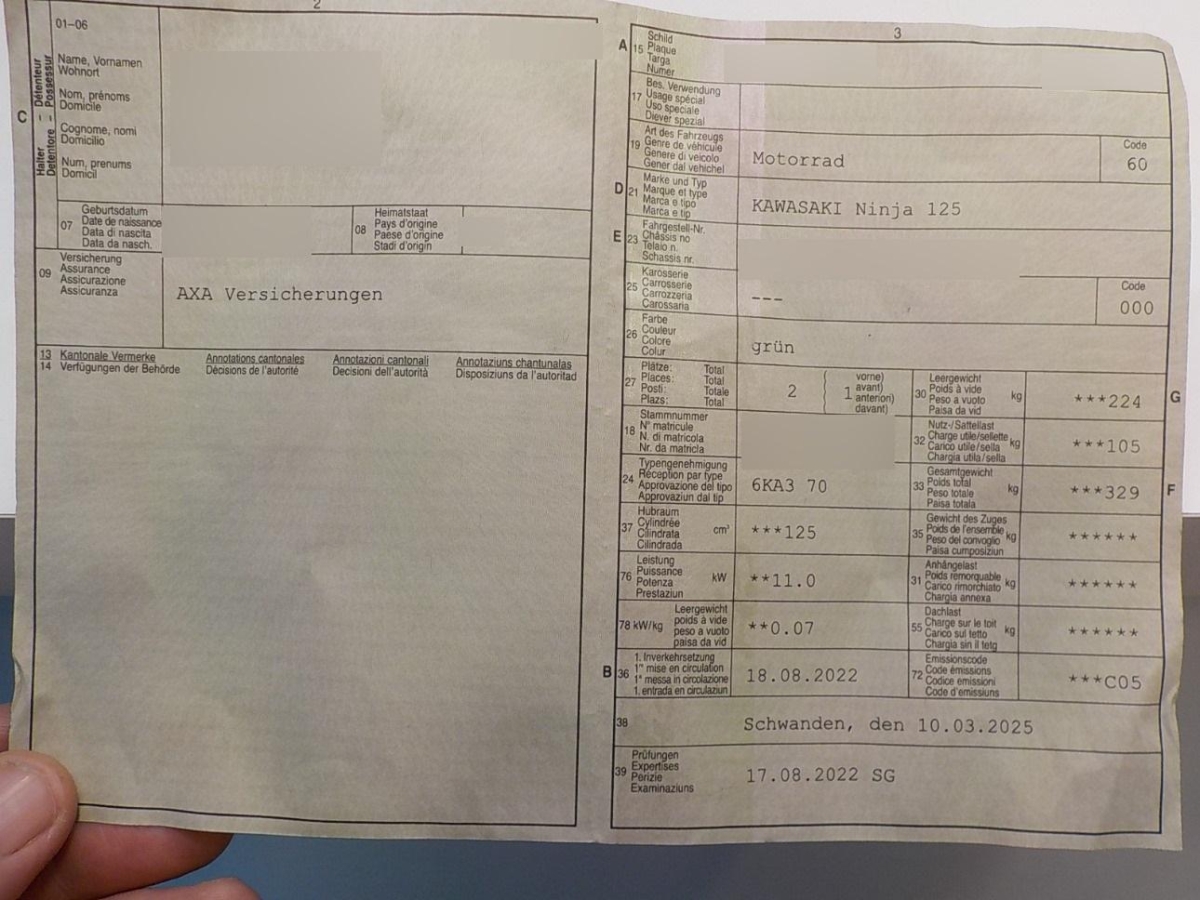 2
01–06
C
Halter – Détenteur
Detentore – Possessur
Name, Vornamen
Wohnort
Nom, prénoms
Domicile
Cognome, nomi
Domicilio
Num, prenums
Domicil
07
Geburtsdatum
Date de naissance
Data di nascita
Data da nasch.
08
Heimatstaat
Pays d'origine
Paese d'origine
Stadi d'origin
09
Versicherung
Assurance
Assicurazione
Assicuranza
AXA Versicherungen
13 Kantonale Vermerke Annotations cantonales Annotazioni cantonali Annotaziuns chantunalas
14 Verfügungen der Behörde Décisions de l'autorité Decisioni dell'autorità Disposiziuns da l'autoritad
3
A 15
Schild
Plaque
Targa
Numer
17
Bes. Verwendung
Usage spécial
Uso speciale
Diever spezial
19
Art des Fahrzeugs
Genre de véhicule
Genere di veicolo
Gener dal vehichel
Motorrad
Code
60
D 21
Marke und Typ
Marque et type
Marca e tipo
Marca e tip
KAWASAKI Ninja 125
E 23
Fahrgestell-Nr.
Châssis no
Telaio n.
Schassis nr.
25
Karosserie
Carrosserie
Carrozzeria
Carossaria
---
Code
000
26
Farbe
Couleur
Colore
Colur
grün
27
Plätze: Total
Places: Total
Posti: Totale
Plazs: Total
2
( 1
vorne)
avant)
anteriori)
davant)
30
Leergewicht
Poids à vide
Peso a vuoto
Paisa da vid
kg
***224
G
18
Stammnummer
N° matricule
N. di matricola
Nr. da matricla
32
Nutz-/Sattellast
Charge utile/sellette
Carico utile/sella
Chargia utila/sella
kg
***105
24
Typengenehmigung
Réception par type
Approvazione del tipo
Approvaziun dal tip
6KA3 70
33
Gesamtgewicht
Poids total
Peso totale
Paisa totala
kg
***329
F
37
Hubraum
Cylindrée
Cilindrata
Cilindrada
cm³
***125
35
Gewicht des Zuges
Poids de l'ensemble
Peso del convoglio
Paisa cumposiziun
kg
******
76
Leistung
Puissance
Potenza
Prestaziun
kW
**11.0
31
Anhängelast
Poids remorquable
Carico rimorchiato
Chargia annexa
kg
******
78 kW/kg
Leergewicht
poids à vide
peso a vuoto
paisa da vid
**0.07
55
Dachlast
Charge sur le toit
Carico sul tetto
Chargia sin il tetg
kg
******
B 36
1. Inverkehrsetzung
1re mise en circulation
1a messa in circolazione
1. entrada en circulaziun
18.08.2022
72
Emissionscode
Code émissions
Codice emissioni
Code d'emissiuns
***C05
38
Schwanden, den 10.03.2025
39
Prüfungen
Expertises
Perizie
Examinaziuns
17.08.2022 SG